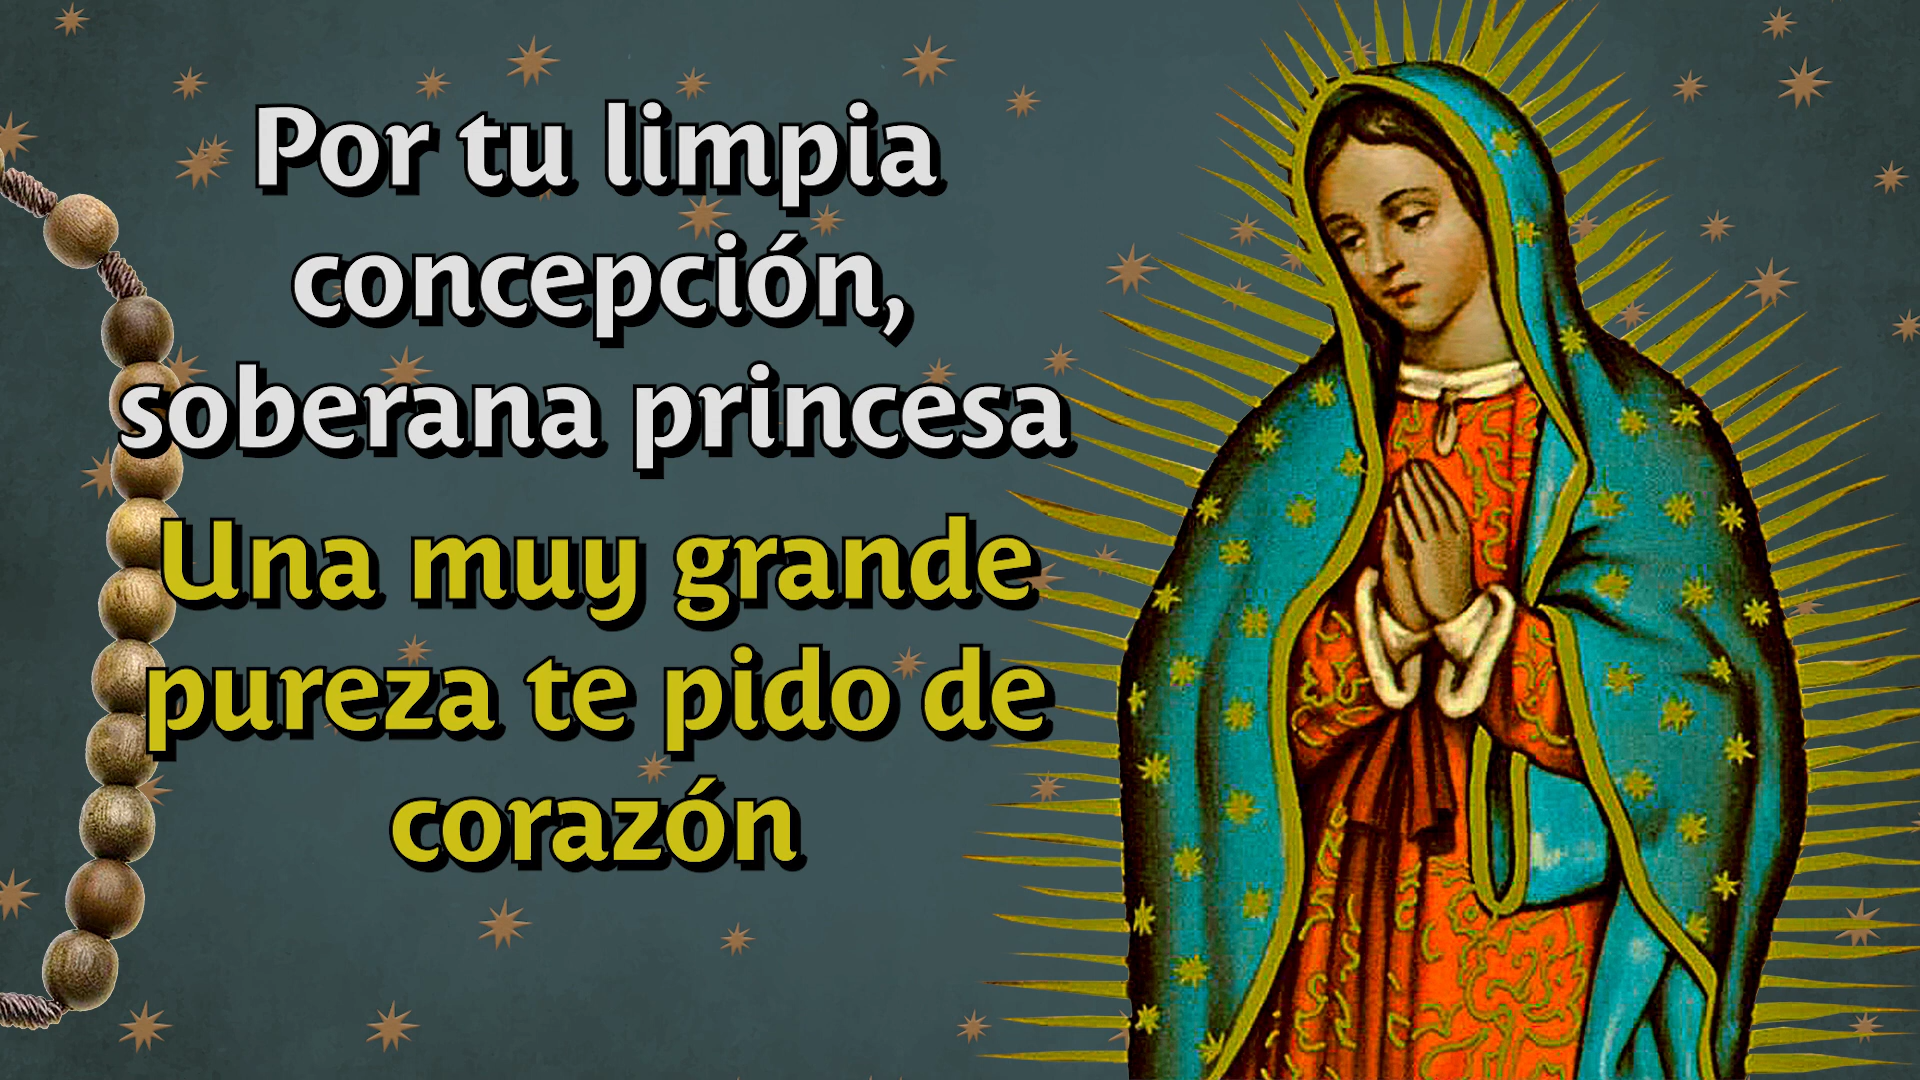 Por tu limpia
concepción,
soberana princesa
Una muy grande
pureza te pido de
corazón